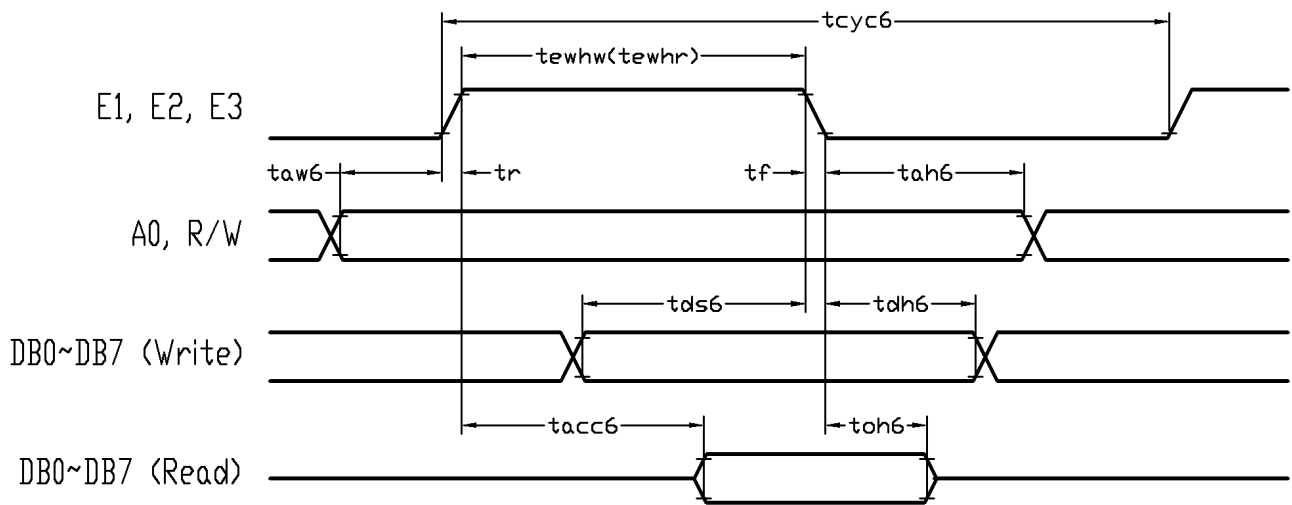 tcyc6
tewhw(tewhr)
E1, E2, E3
taw6 tr tf tah6
A0, R/W
tds6 tdh6
DB0~DB7 (Write)
tacc6 toh6
DB0~DB7 (Read)